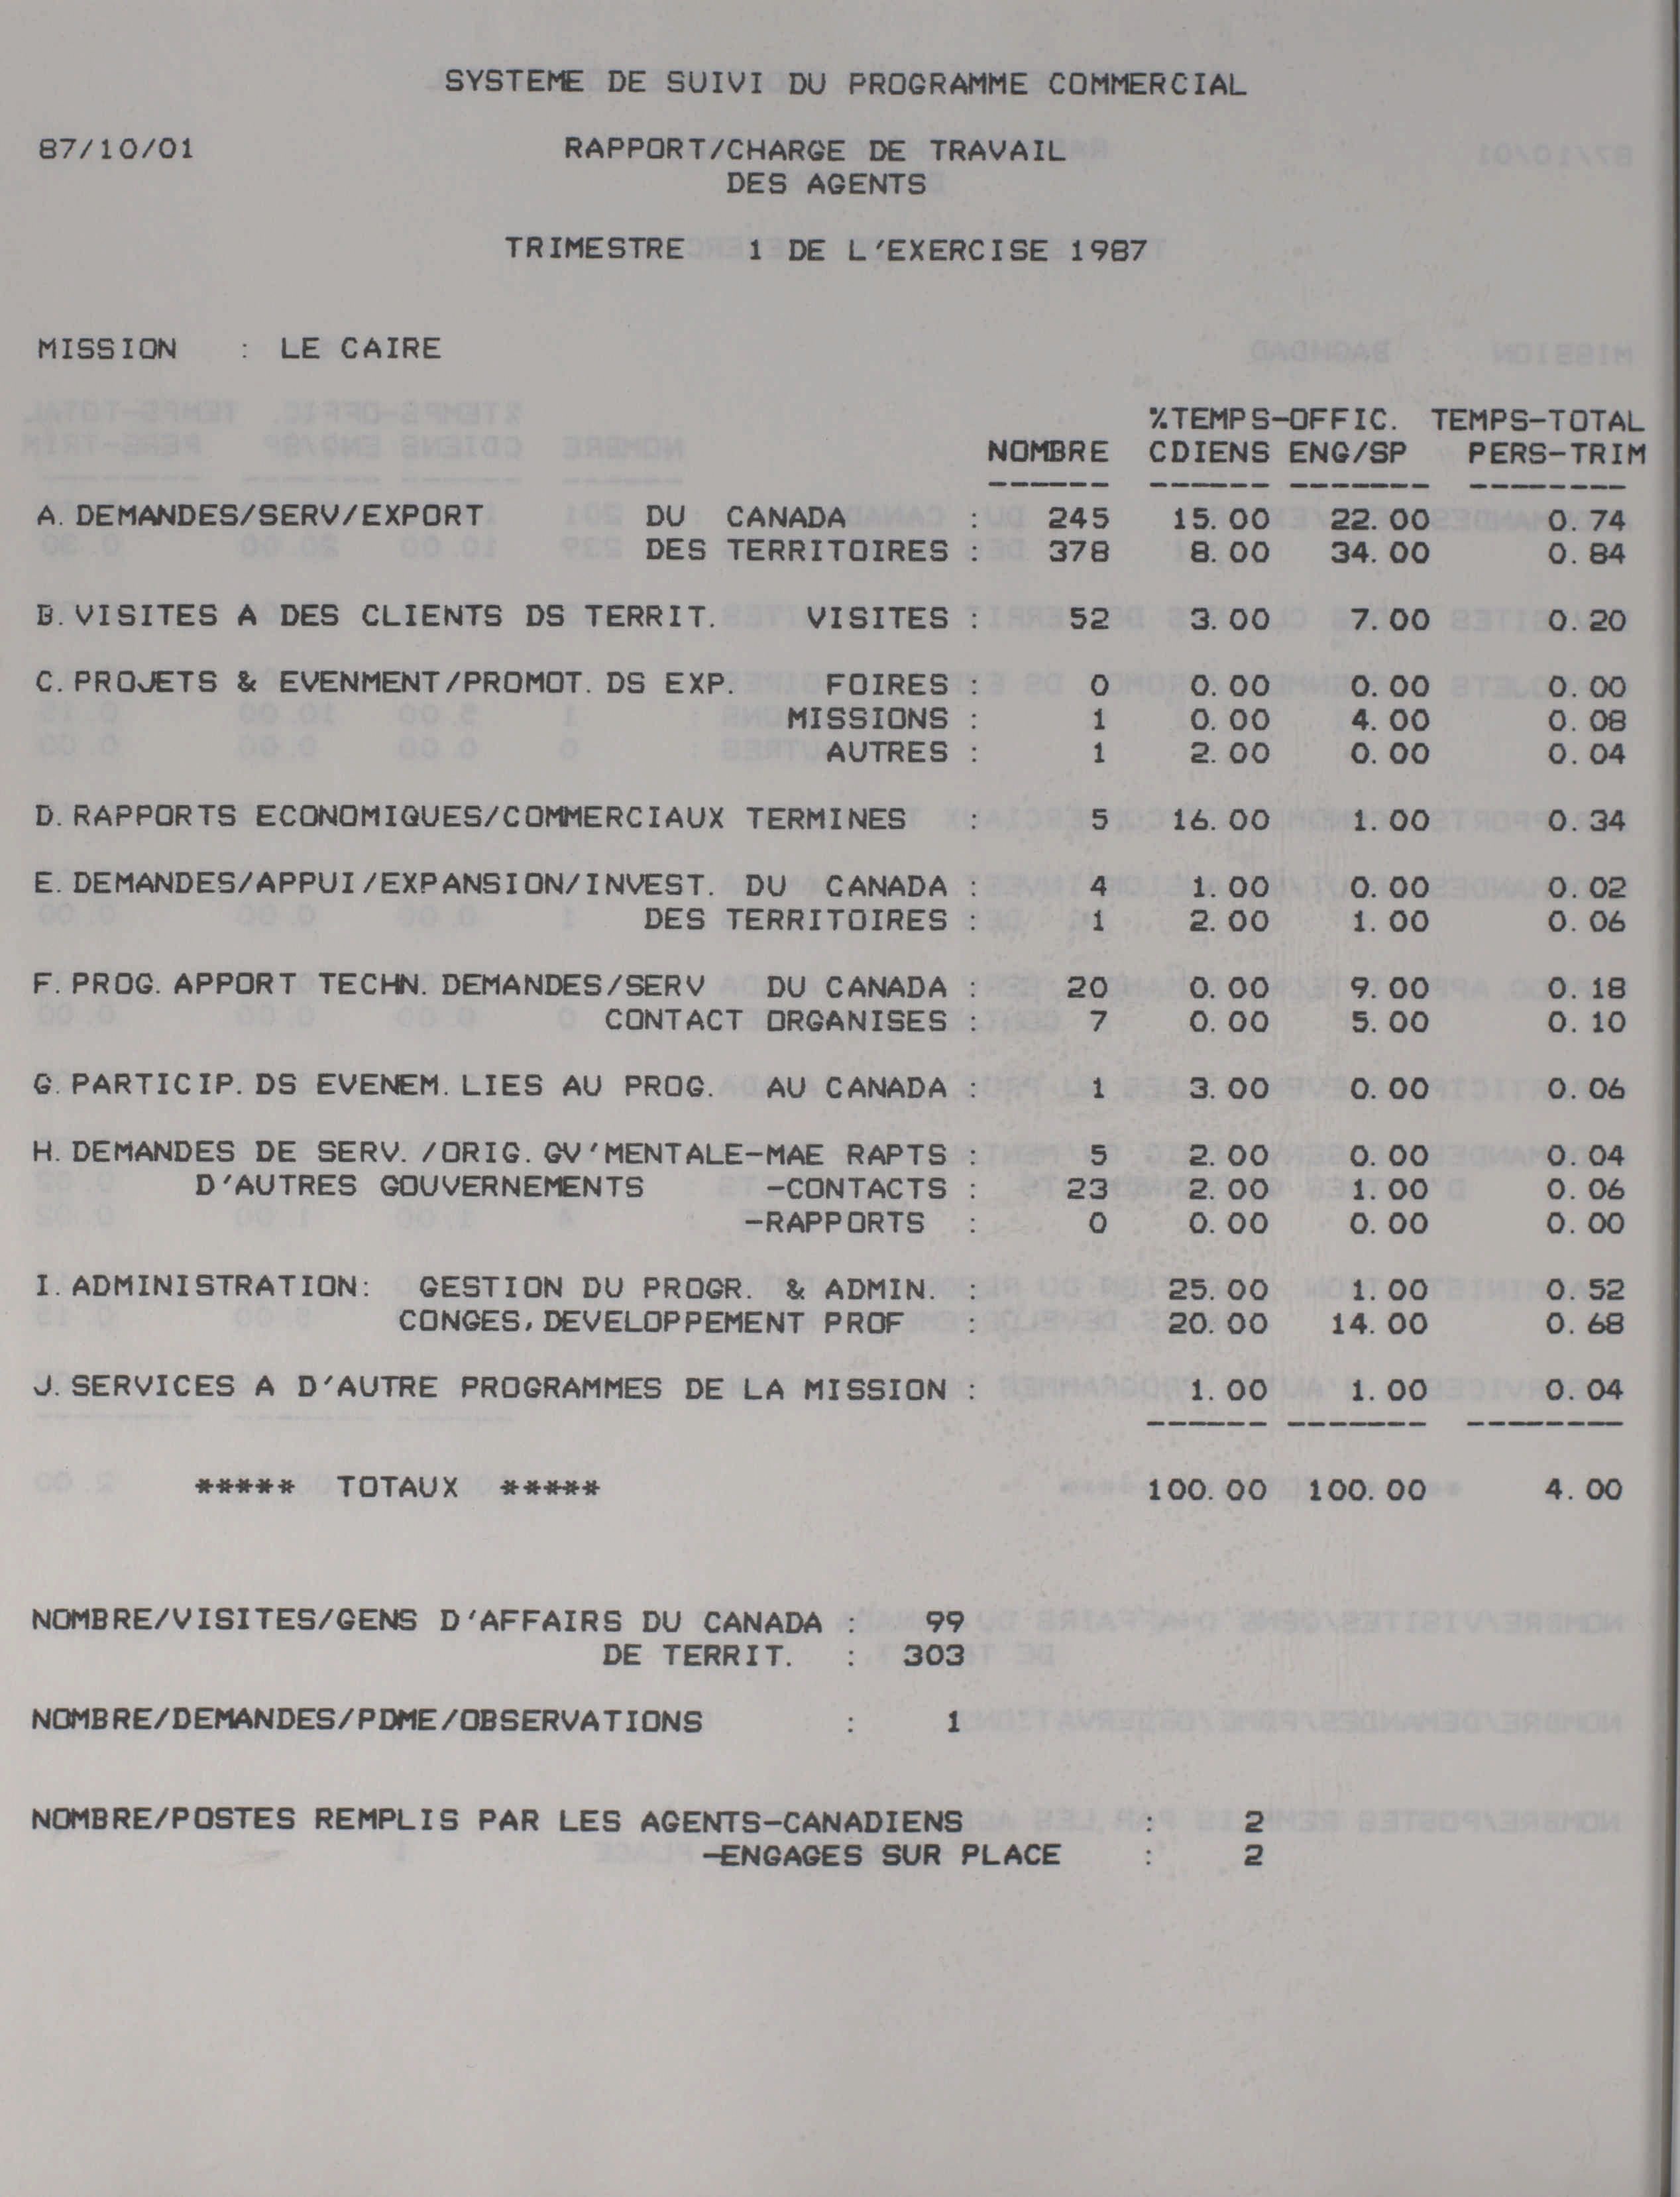 SYSTEME DE SUIVI DU PROGRAMME COMMERCIAL
87/10/01 RAPPORT/CHARGE DE TRAVAIL
DES AGENTS
TRIMESTRE 1 DE L'EXERCISE 1987
MISSION : LE CAIRE
%TEMPS-OFFIC. TEMPS-TOTAL
NOMBRE CDIENS ENG/SP PERS-TRIM
------ ------ ------- --------
A. DEMANDES/SERV/EXPORT DU CANADA : 245 15.00 22.00 0.74
DES TERRITOIRES : 378 8.00 34.00 0.84
B. VISITES A DES CLIENTS DS TERRIT. VISITES : 52 3.00 7.00 0.20
C. PROJETS & EVENMENT/PROMOT. DS EXP. FOIRES : 0 0.00 0.00 0.00
MISSIONS : 1 0.00 4.00 0.08
AUTRES : 1 2.00 0.00 0.04
D. RAPPORTS ECONOMIQUES/COMMERCIAUX TERMINES : 5 16.00 1.00 0.34
E. DEMANDES/APPUI/EXPANSION/INVEST. DU CANADA : 4 1.00 0.00 0.02
DES TERRITOIRES : 1 2.00 1.00 0.06
F. PROG. APPORT TECHN. DEMANDES/SERV DU CANADA : 20 0.00 9.00 0.18
CONTACT ORGANISES : 7 0.00 5.00 0.10
G. PARTICIP. DS EVENEM. LIES AU PROG. AU CANADA : 1 3.00 0.00 0.06
H. DEMANDES DE SERV. /ORIG. GV'MENTALE-MAE RAPTS : 5 2.00 0.00 0.04
D'AUTRES GOUVERNEMENTS -CONTACTS : 23 2.00 1.00 0.06
-RAPPORTS : 0 0.00 0.00 0.00
I. ADMINISTRATION: GESTION DU PROGR. & ADMIN. : 25.00 1.00 0.52
CONGES, DEVELOPPEMENT PROF : 20.00 14.00 0.68
J. SERVICES A D'AUTRE PROGRAMMES DE LA MISSION : 1.00 1.00 0.04
------ ------- --------
***** TOTAUX ***** 100.00 100.00 4.00
NOMBRE/VISITES/GENS D'AFFAIRS DU CANADA : 99
DE TERRIT. : 303
NOMBRE/DEMANDES/PDME/OBSERVATIONS : 1
NOMBRE/POSTES REMPLIS PAR LES AGENTS-CANADIENS : 2
-ENGAGES SUR PLACE : 2